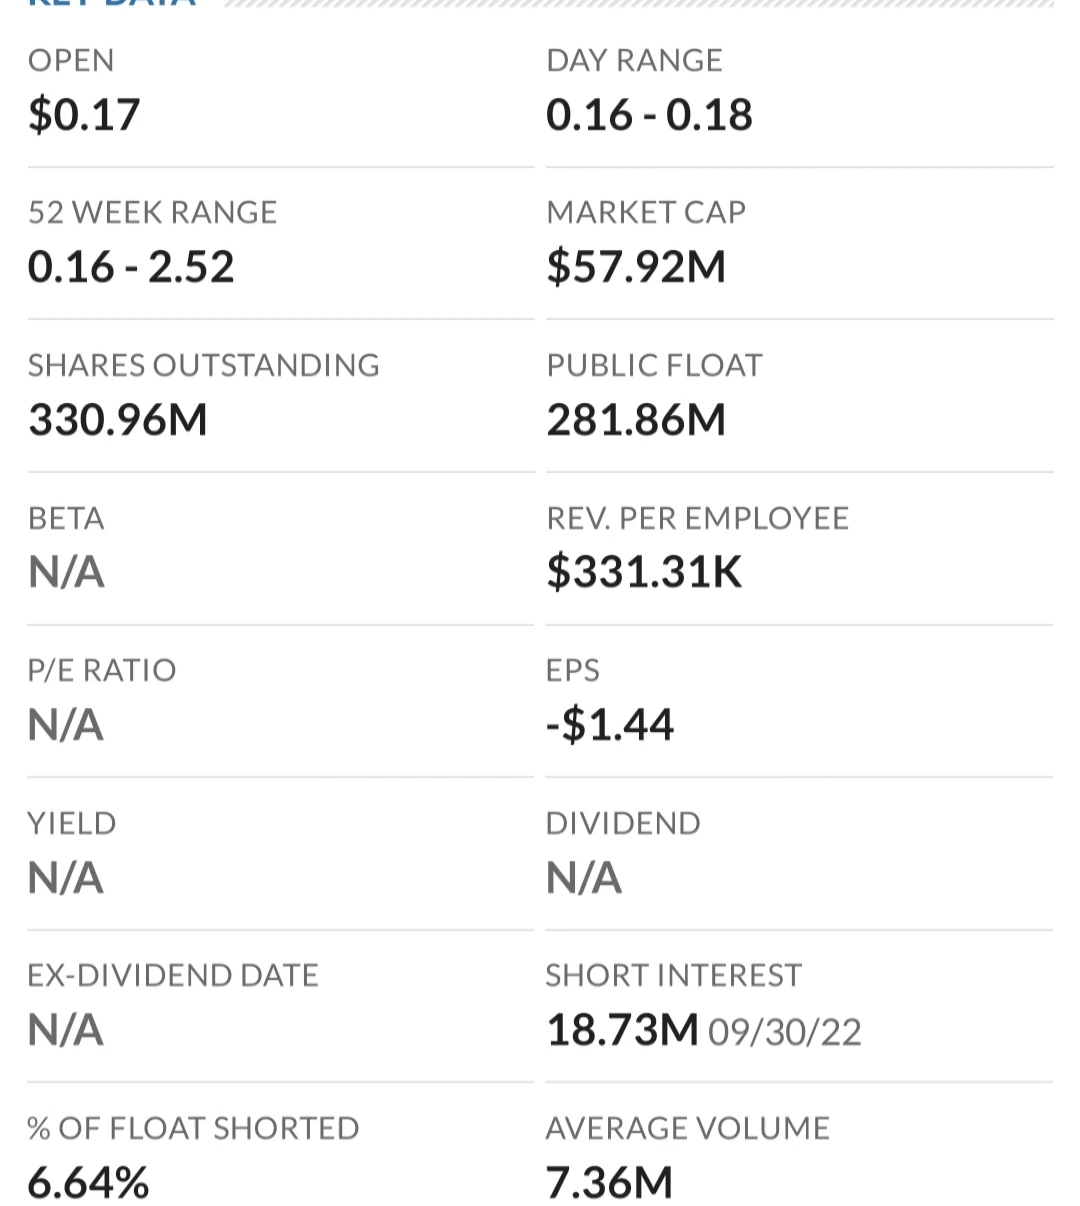 KEY DATA
OPEN
$0.17
DAY RANGE
0.16 - 0.18
52 WEEK RANGE
0.16 - 2.52
MARKET CAP
$57.92M
SHARES OUTSTANDING
330.96M
PUBLIC FLOAT
281.86M
BETA
N/A
REV. PER EMPLOYEE
$331.31K
P/E RATIO
N/A
EPS
-$1.44
YIELD
N/A
DIVIDEND
N/A
EX-DIVIDEND DATE
N/A
SHORT INTEREST
18.73M 09/30/22
% OF FLOAT SHORTED
6.64%
AVERAGE VOLUME
7.36M